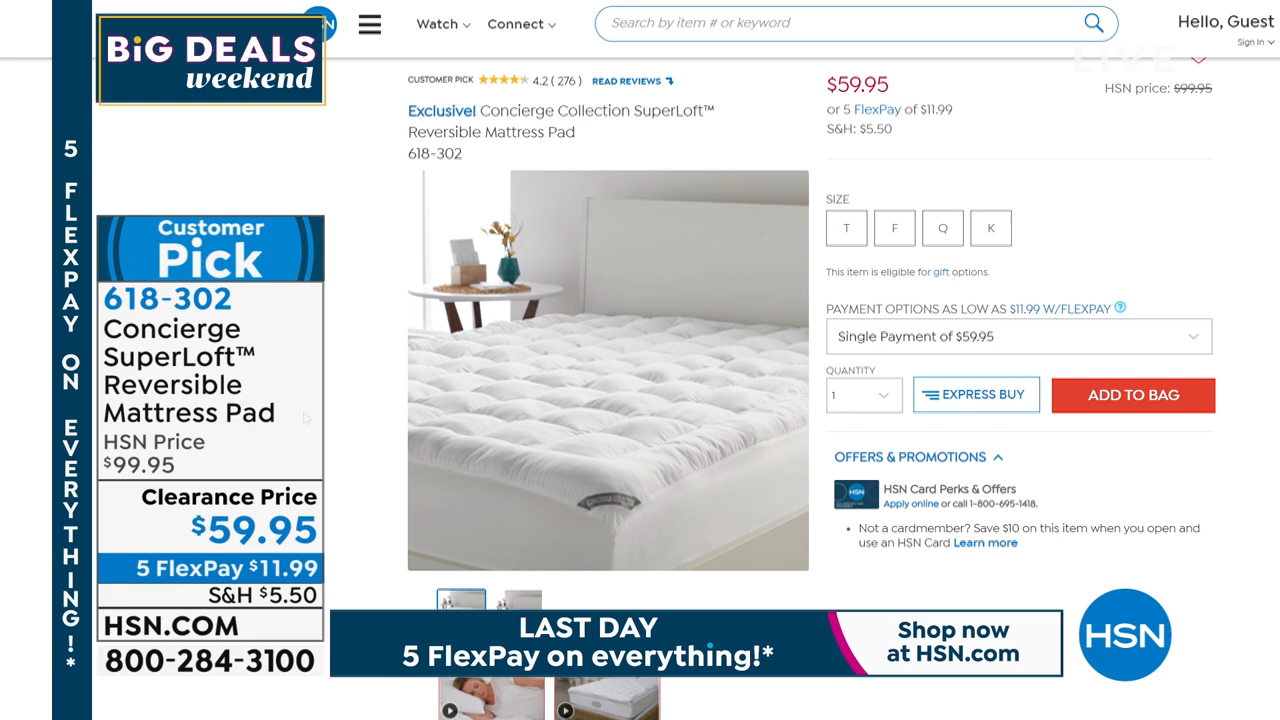 BiG DEALS
weekend
5 FLEXPAY ON EVERYTHING!*
Customer
Pick
618-302
Concierge
SuperLoft™
Reversible
Mattress Pad
HSN Price
$99.95
Clearance Price
$59.95
5 FlexPay $11.99
S&H $5.50
HSN.COM
800-284-3100
Watch
Connect
Search by item # or keyword
Hello, Guest
Sign In
LIVE
CUSTOMER PICK
4.2 ( 276 )
READ REVIEWS
Exclusive! Concierge Collection SuperLoft™
Reversible Mattress Pad
618-302
$59.95
HSN price: $99.95
or 5 FlexPay of $11.99
S&H: $5.50
SIZE
T F Q K
This item is eligible for gift options.
PAYMENT OPTIONS AS LOW AS $11.99 W/FLEXPAY ?
Single Payment of $59.95
QUANTITY
1
EXPRESS BUY
ADD TO BAG
OFFERS & PROMOTIONS
HSN
HSN Card Perks & Offers
Apply online or call 1-800-695-1418.
• Not a cardmember? Save $10 on this item when you open and
use an HSN Card Learn more
LAST DAY
5 FlexPay on everything!*
Shop now
at HSN.com
HSN